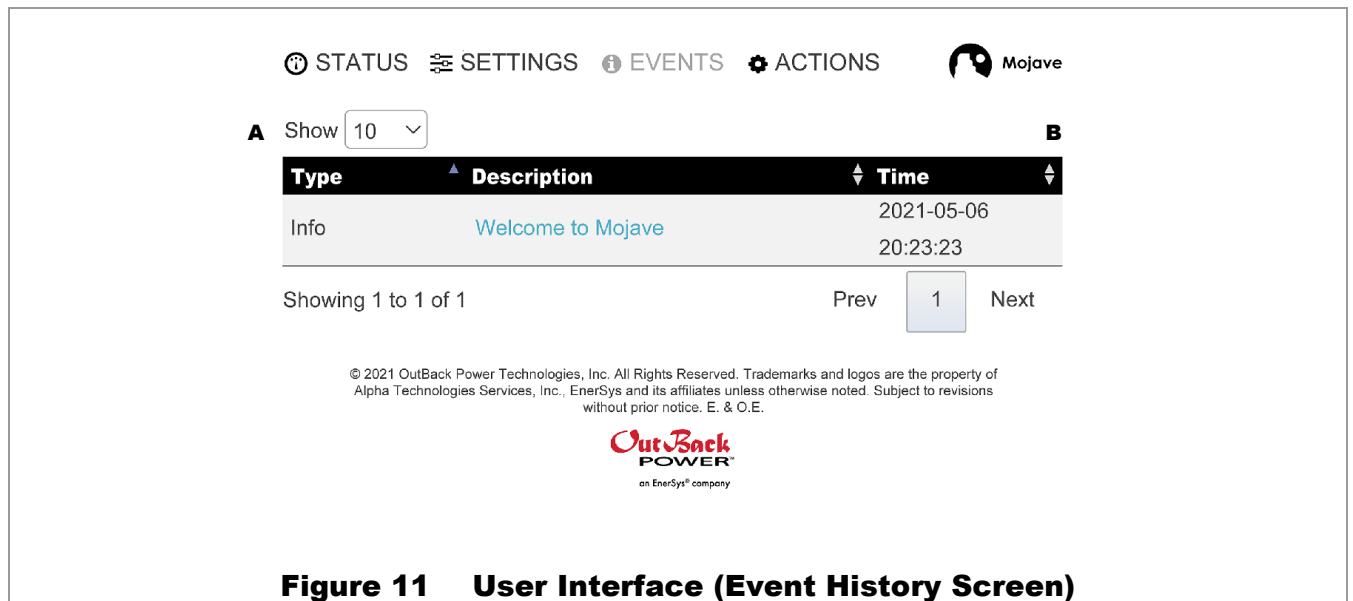 STATUS SETTINGS EVENTS ACTIONS Mojave
A Show 10 B
Type Description Time
Info Welcome to Mojave 2021-05-06
20:23:23
Showing 1 to 1 of 1 Prev 1 Next
© 2021 OutBack Power Technologies, Inc. All Rights Reserved. Trademarks and logos are the property of
Alpha Technologies Services, Inc., EnerSys and its affiliates unless otherwise noted. Subject to revisions
without prior notice. E. & O.E.
OutBack
POWER™
an EnerSys® company
Figure 11 User Interface (Event History Screen)